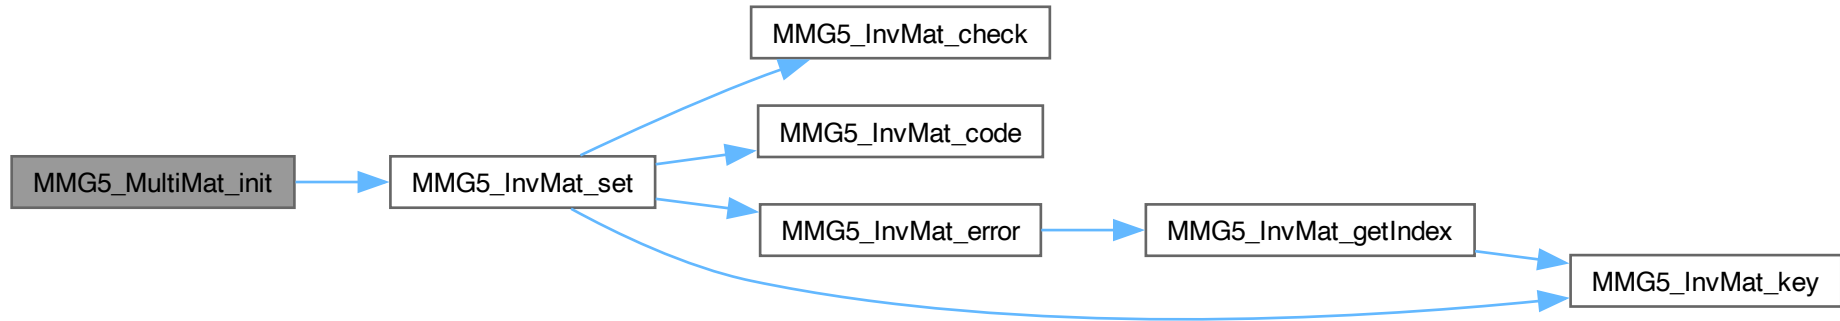 MMG5_MultiMat_init
MMG5_InvMat_set
MMG5_InvMat_check
MMG5_InvMat_code
MMG5_InvMat_error
MMG5_InvMat_getIndex
MMG5_InvMat_key